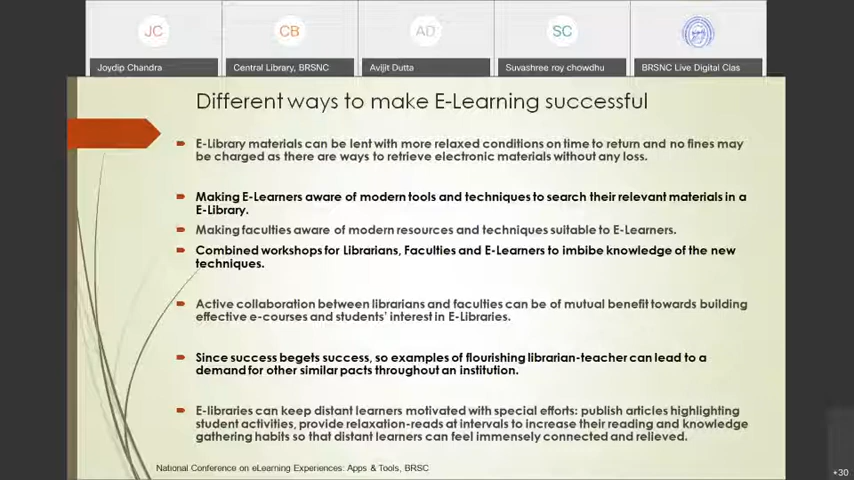 JC
CB
AD
SC
Joydip Chandra
Central Library, BRSNC
Avijit Dutta
Suvashree roy chowdhu
BRSNC Live Digital Clas
Different ways to make E-Learning successful
E-Library materials can be lent with more relaxed conditions on time to return and no fines may
be charged as there are ways to retrieve electronic materials without any loss.
Making E-Learners aware of modern tools and techniques to search their relevant materials in a
E-Library.
Making faculties aware of modern resources and techniques suitable to E-Learners.
Combined workshops for Librarians, Faculties and E-Learners to imbibe knowledge of the new
techniques.
Active collaboration between librarians and faculties can be of mutual benefit towards building
effective e-courses and students' interest in E-Libraries.
Since success begets success, so examples of flourishing librarian-teacher can lead to a
demand for other similar pacts throughout an institution.
E-libraries can keep distant learners motivated with special efforts: publish articles highlighting
student activities, provide relaxation-reads at intervals to increase their reading and knowledge
gathering habits so that distant learners can feel immensely connected and relieved.
National Conference on eLearning Experiences: Apps & Tools, BRSC
+30